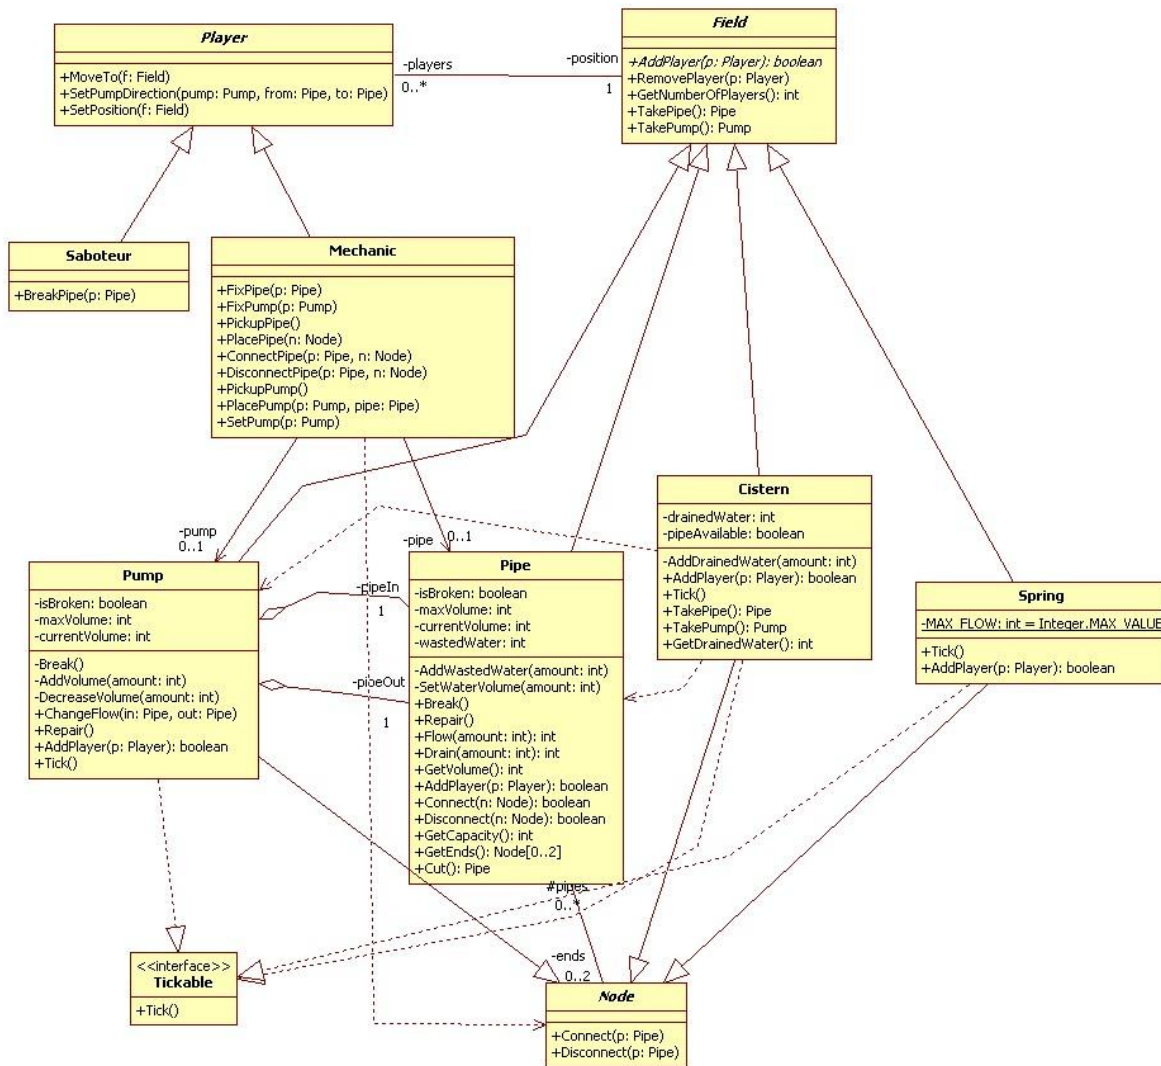 Player
+MoveTo(f: Field)
+SetPumpDirection(pump: Pump, from: Pipe, to: Pipe)
+SetPosition(f: Field)
-players
0..*
-position
1
Field
+AddPlayer(p: Player): boolean
+RemovePlayer(p: Player)
+GetNumberOfPlayers(): int
+TakePipe(): Pipe
+TakePump(): Pump
Saboteur
+BreakPipe(p: Pipe)
Mechanic
+FixPipe(p: Pipe)
+FixPump(p: Pump)
+PickupPipe()
+PlacePipe(n: Node)
+ConnectPipe(p: Pipe, n: Node)
+DisconnectPipe(p: Pipe, n: Node)
+PickupPump()
+PlacePump(p: Pump, pipe: Pipe)
+SetPump(p: Pump)
-pump
0..1
-pipe
0..1
Cistern
-drainedWater: int
-pipeAvailable: boolean
-AddDrainedWater(amount: int)
+AddPlayer(p: Player): boolean
+Tick()
+TakePipe(): Pipe
+TakePump(): Pump
+GetDrainedWater(): int
Pump
-isBroken: boolean
-maxVolume: int
-currentVolume: int
-Break()
-AddVolume(amount: int)
-DecreaseVolume(amount: int)
+ChangeFlow(in: Pipe, out: Pipe)
+Repair()
+AddPlayer(p: Player): boolean
+Tick()
-pipeIn
1
-pipeOut
1
Pipe
-isBroken: boolean
-maxVolume: int
-currentVolume: int
-wastedWater: int
-AddWastedWater(amount: int)
-SetWaterVolume(amount: int)
+Break()
+Repair()
+Flow(amount: int): int
+Drain(amount: int): int
+GetVolume(): int
+AddPlayer(p: Player): boolean
+Connect(n: Node): boolean
+Disconnect(n: Node): boolean
+GetCapacity(): int
+GetEnds(): Node[0..2]
+Cut(): Pipe
Spring
-MAX_FLOW: int = Integer.MAX_VALUE
+Tick()
+AddPlayer(p: Player): boolean
#pipes
0..*
-ends
0..2
<<interface>>
Tickable
+Tick()
Node
+Connect(p: Pipe)
+Disconnect(p: Pipe)